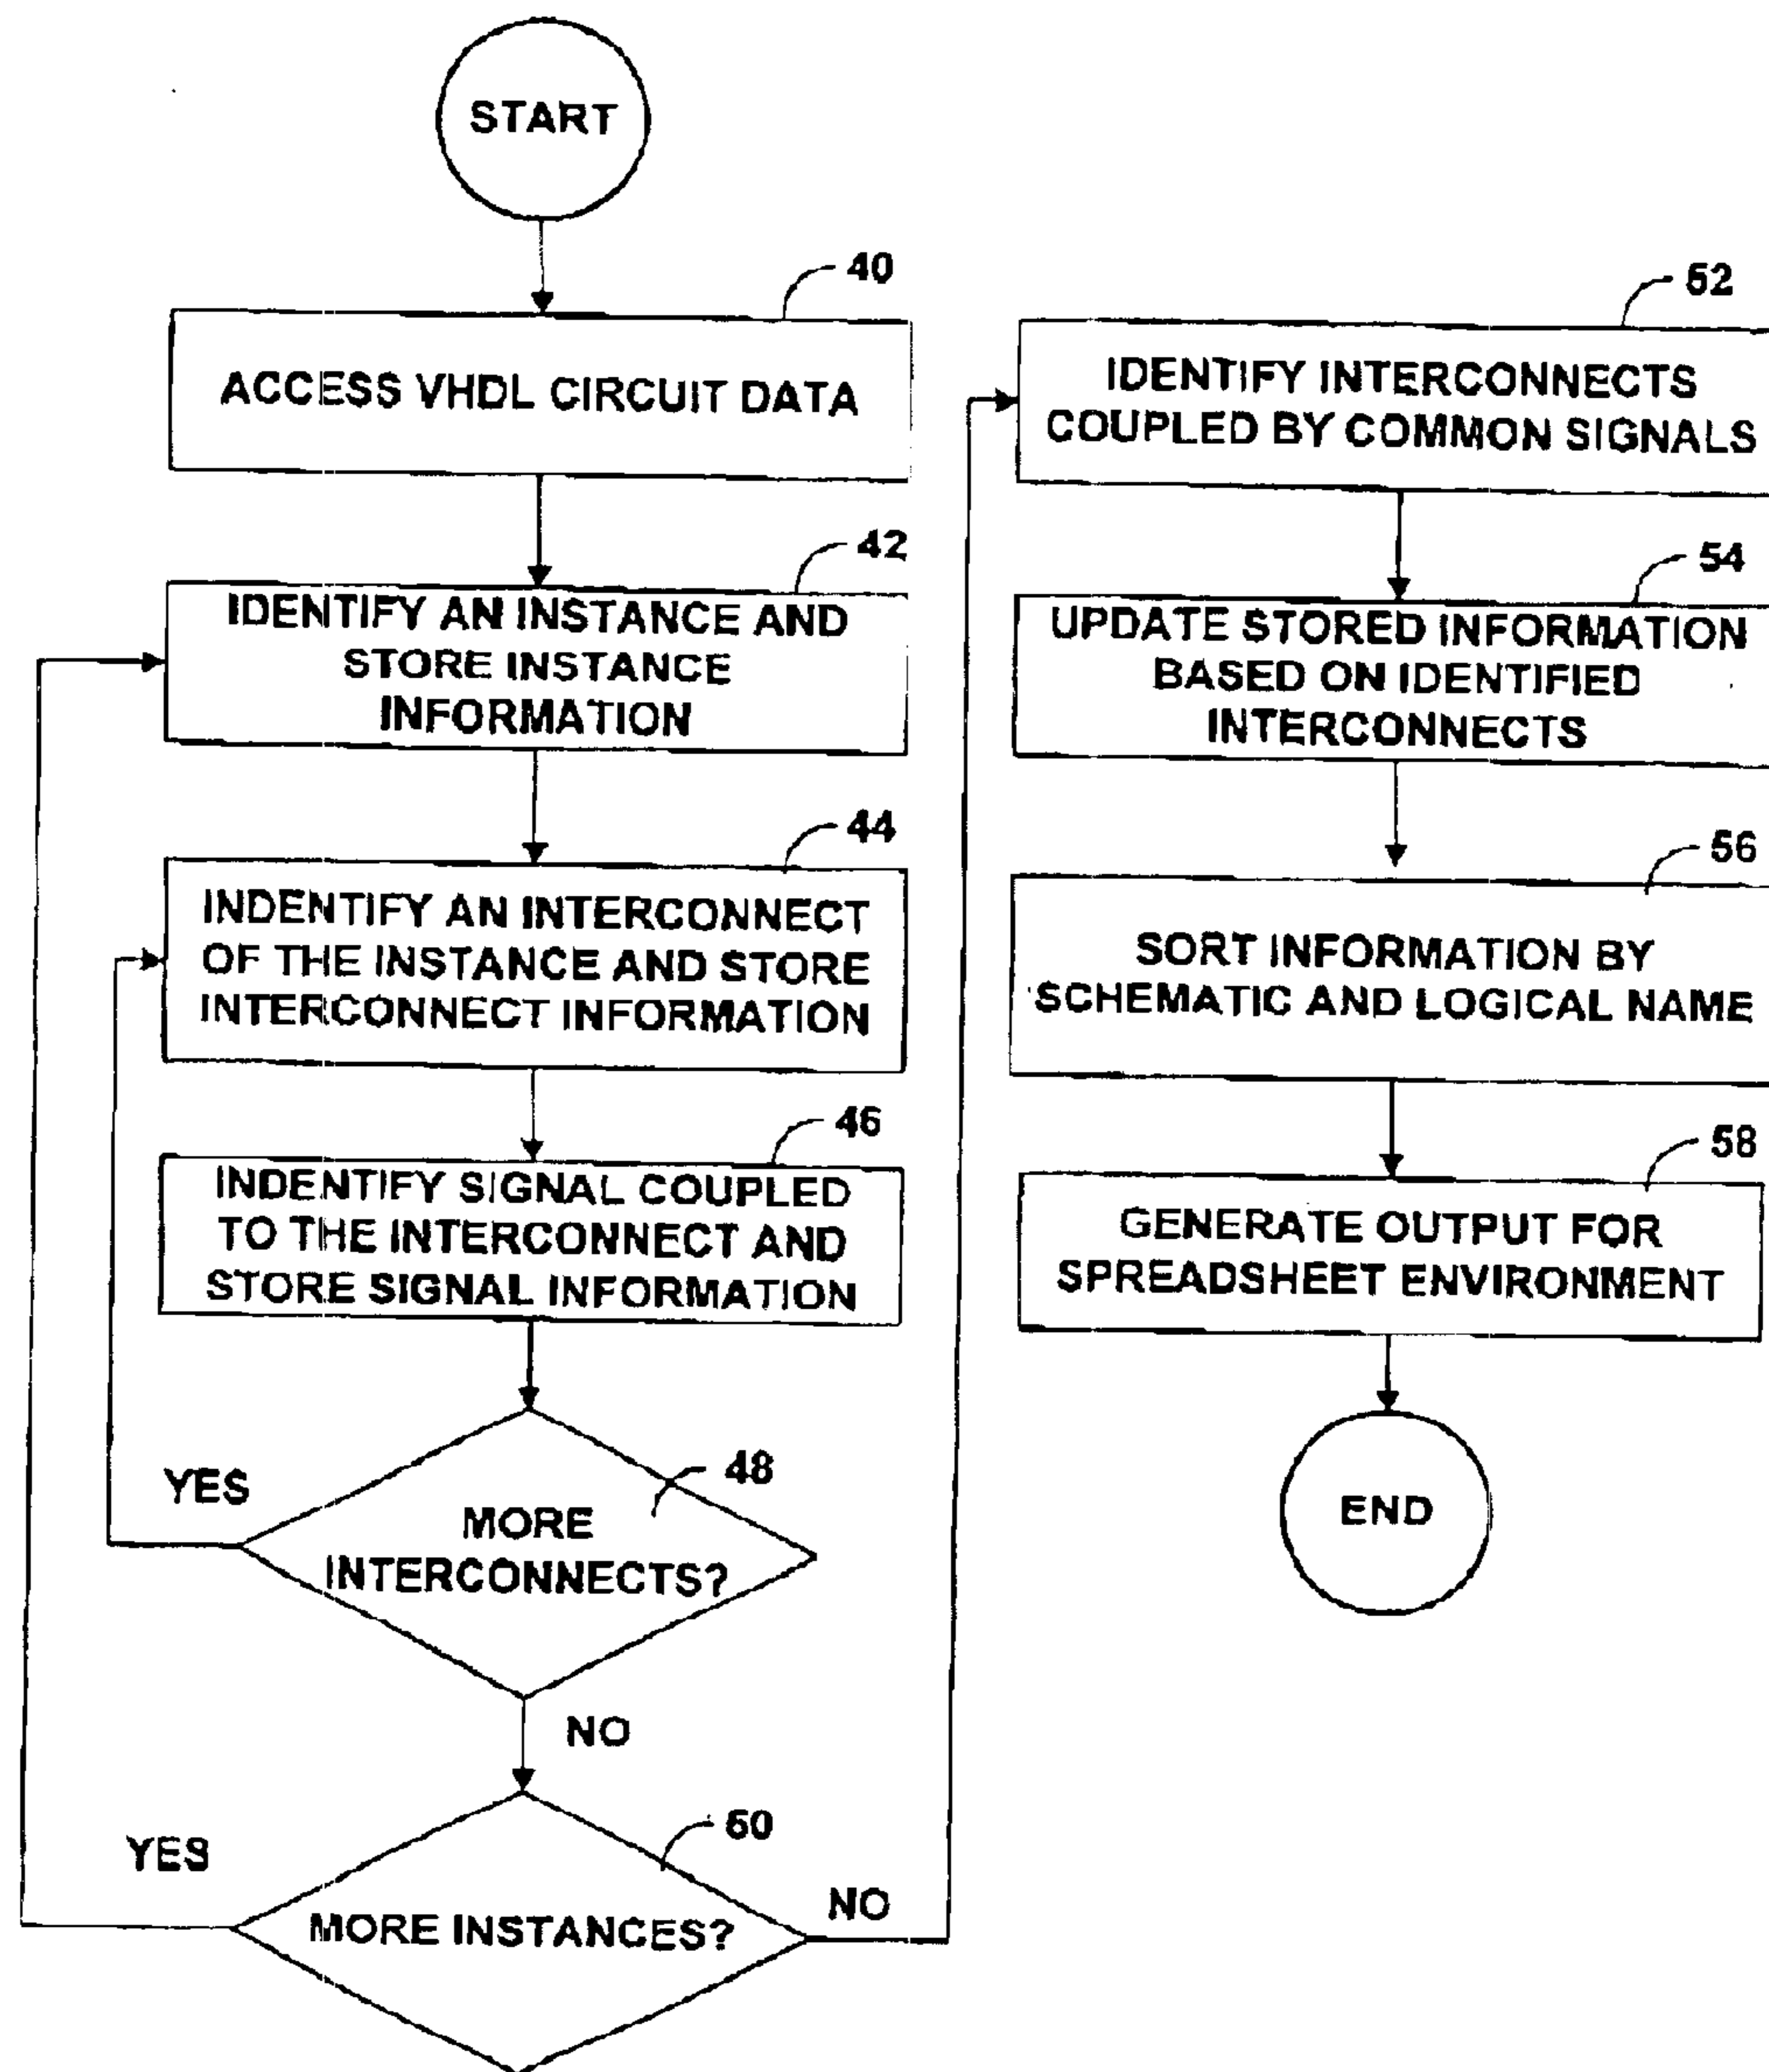 START
40
ACCESS VHDL CIRCUIT DATA
42
IDENTIFY AN INSTANCE AND
STORE INSTANCE
INFORMATION
44
INDENTIFY AN INTERCONNECT
OF THE INSTANCE AND STORE
INTERCONNECT INFORMATION
46
INDENTIFY SIGNAL COUPLED
TO THE INTERCONNECT AND
STORE SIGNAL INFORMATION
YES
48
MORE
INTERCONNECTS?
NO
YES
50
MORE INSTANCES?
NO
52
IDENTIFY INTERCONNECTS
COUPLED BY COMMON SIGNALS
54
UPDATE STORED INFORMATION
BASED ON IDENTIFIED
INTERCONNECTS
56
SORT INFORMATION BY
SCHEMATIC AND LOGICAL NAME
58
GENERATE OUTPUT FOR
SPREADSHEET ENVIRONMENT
END